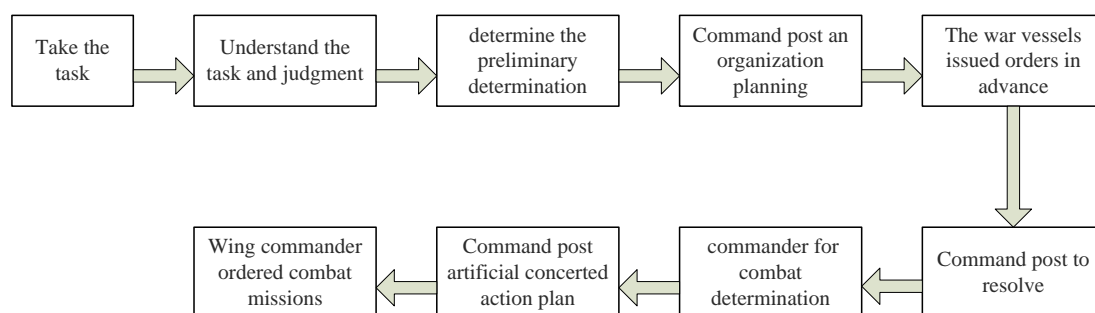 Take the
task
Understand the
task and judgment
determine the
preliminary
determination
Command post an
organization
planning
The war vessels
issued orders in
advance
Command post to
resolve
commander for
combat
determination
Command post
artificial concerted
action plan
Wing commander
ordered combat
missions